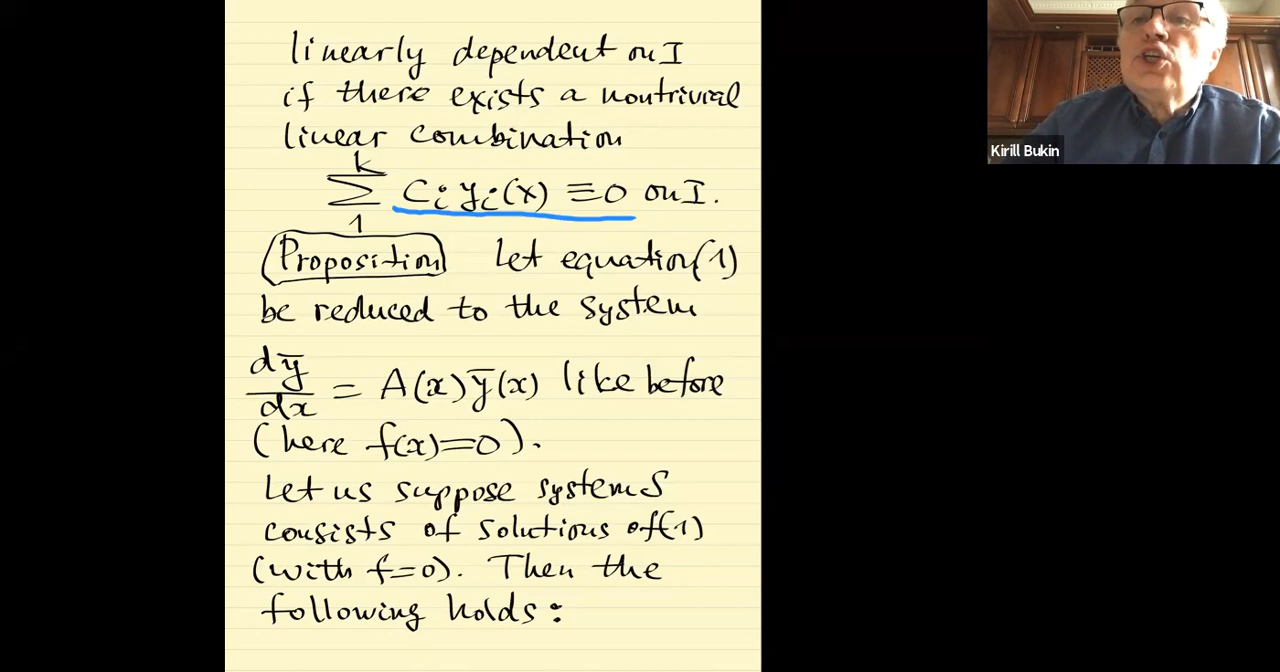 linearly dependent on I
if there exists a nontrivial
linear combination
k
∑ Ciyi(x) ≡0 on I.
1
Proposition Let equation(1)
be reduced to the system
dȳ/dx = A(x)ȳ(x) like before
(here f(x)=0).
Let us suppose system S
consists of solutions of(1)
(with f=0). Then the
following holds:
Kirill Bukin